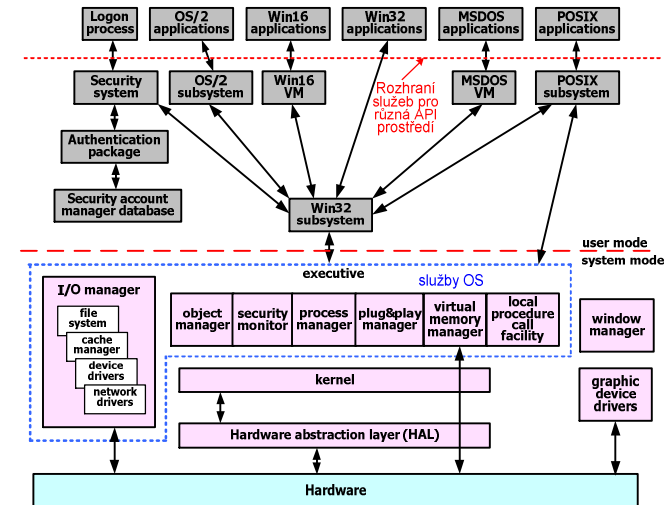 Logon
process
OS/2
applications
Win16
applications
Win32
applications
MSDOS
applications
POSIX
applications
Security
system
OS/2
subsystem
Win16
VM
Rozhraní
služeb pro
různá API
prostředí
MSDOS
VM
POSIX
subsystem
Authentication
package
Security account
manager database
Win32
subsystem
user mode
system mode
executive
služby OS
I/O manager
file
system
cache
manager
device
drivers
network
drivers
object
manager
security
monitor
process
manager
plug&play
manager
virtual
memory
manager
local
procedure
call
facility
window
manager
kernel
graphic
device
drivers
Hardware abstraction layer (HAL)
Hardware